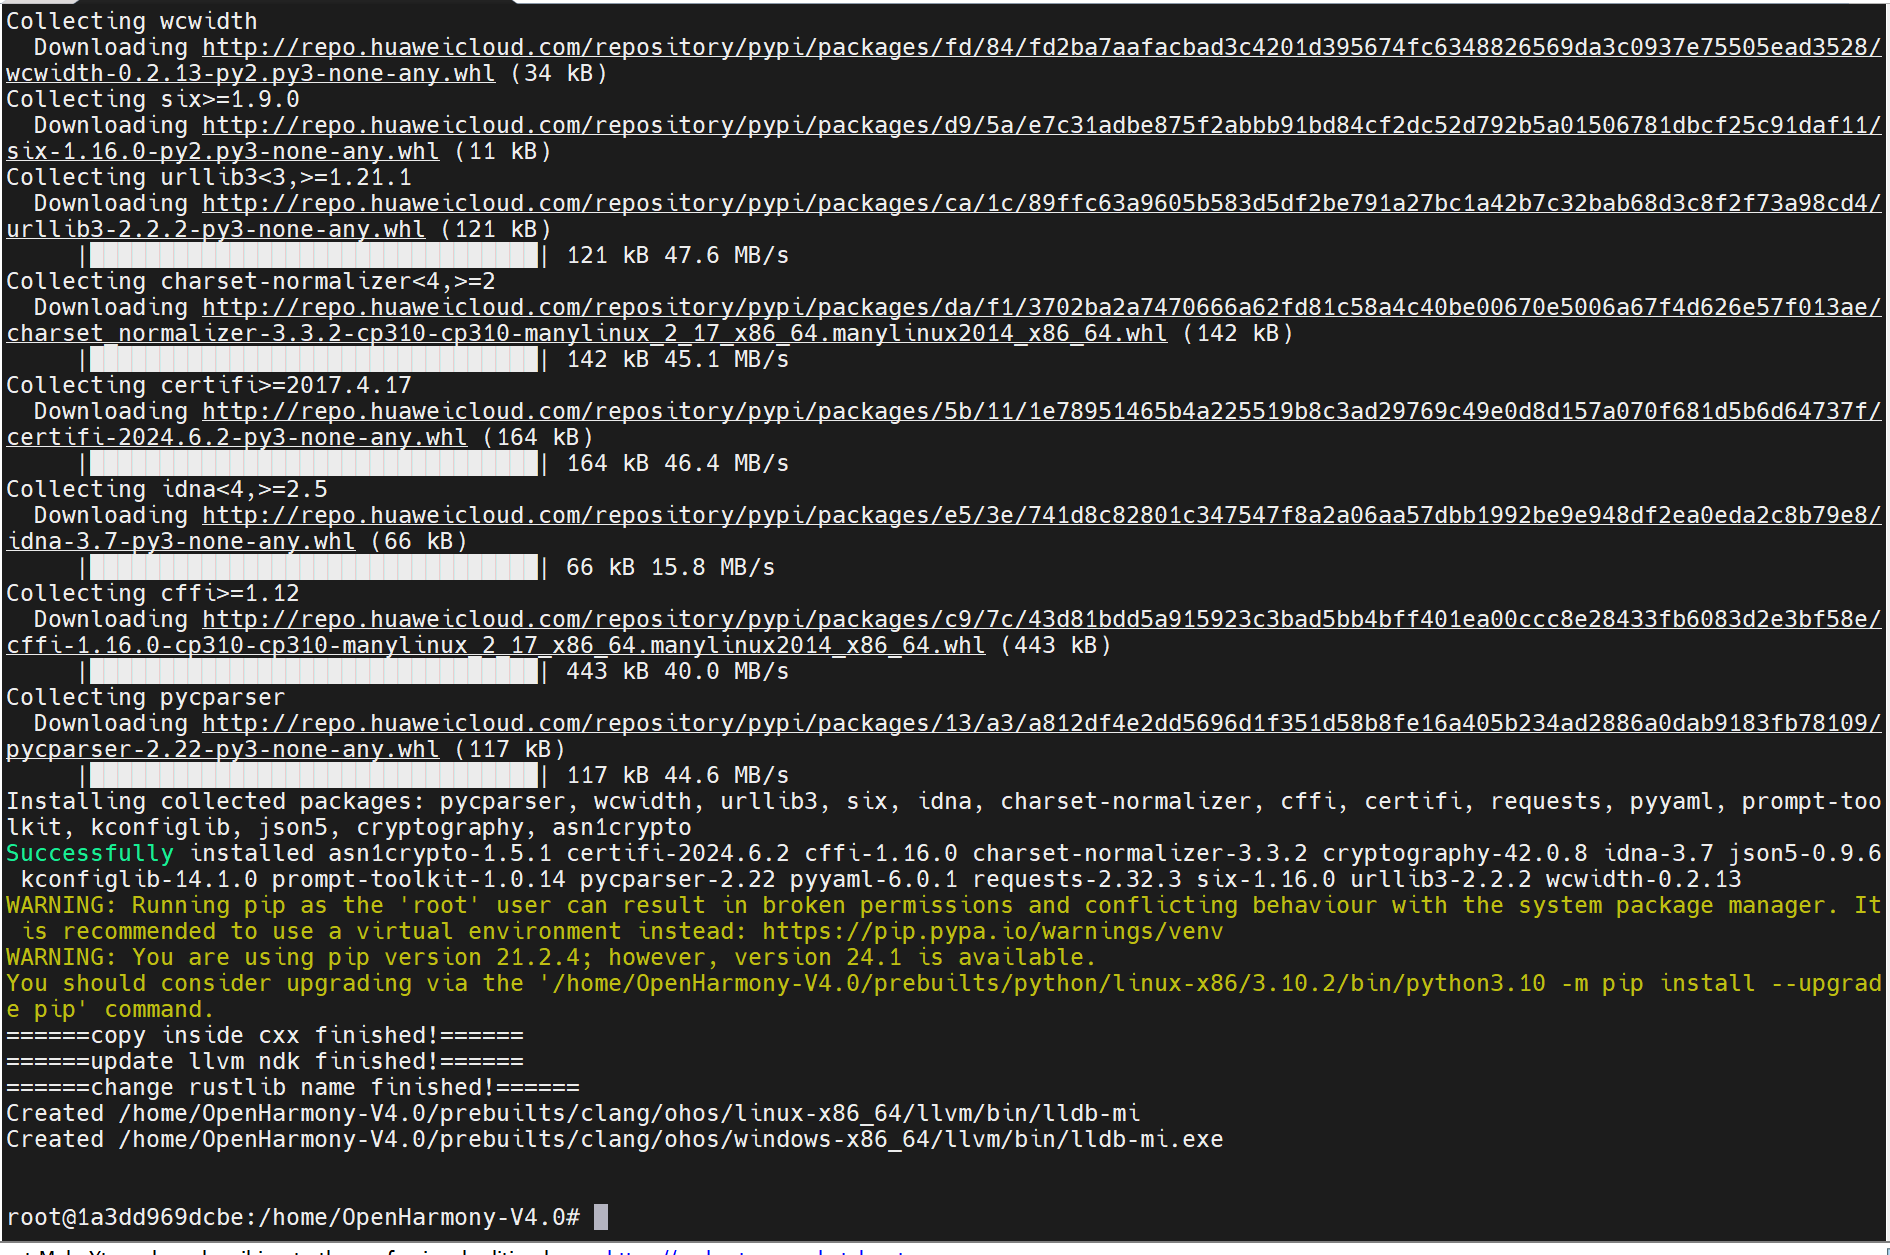 Collecting wcwidth
  Downloading http://repo.huaweicloud.com/repository/pypi/packages/fd/84/fd2ba7aafacbad3c4201d395674fc6348826569da3c0937e75505ead3528/
wcwidth-0.2.13-py2.py3-none-any.whl (34 kB)
Collecting six>=1.9.0
  Downloading http://repo.huaweicloud.com/repository/pypi/packages/d9/5a/e7c31adbe875f2abbb91bd84cf2dc52d792b5a01506781dbcf25c91daf11/
six-1.16.0-py2.py3-none-any.whl (11 kB)
Collecting urllib3<3,>=1.21.1
  Downloading http://repo.huaweicloud.com/repository/pypi/packages/ca/1c/89ffc63a9605b583d5df2be791a27bc1a42b7c32bab68d3c8f2f73a98cd4/
urllib3-2.2.2-py3-none-any.whl (121 kB)
| | 121 kB 47.6 MB/s
Collecting charset-normalizer<4,>=2
  Downloading http://repo.huaweicloud.com/repository/pypi/packages/da/f1/3702ba2a7470666a62fd81c58a4c40be00670e5006a67f4d626e57f013ae/
charset_normalizer-3.3.2-cp310-cp310-manylinux_2_17_x86_64.manylinux2014_x86_64.whl (142 kB)
| | 142 kB 45.1 MB/s
Collecting certifi>=2017.4.17
  Downloading http://repo.huaweicloud.com/repository/pypi/packages/5b/11/1e78951465b4a225519b8c3ad29769c49e0d8d157a070f681d5b6d64737f/
certifi-2024.6.2-py3-none-any.whl (164 kB)
| | 164 kB 46.4 MB/s
Collecting idna<4,>=2.5
  Downloading http://repo.huaweicloud.com/repository/pypi/packages/e5/3e/741d8c82801c347547f8a2a06aa57dbb1992be9e948df2ea0eda2c8b79e8/
idna-3.7-py3-none-any.whl (66 kB)
| | 66 kB 15.8 MB/s
Collecting cffi>=1.12
  Downloading http://repo.huaweicloud.com/repository/pypi/packages/c9/7c/43d81bdd5a915923c3bad5bb4bff401ea00ccc8e28433fb6083d2e3bf58e/
cffi-1.16.0-cp310-cp310-manylinux_2_17_x86_64.manylinux2014_x86_64.whl (443 kB)
| | 443 kB 40.0 MB/s
Collecting pycparser
  Downloading http://repo.huaweicloud.com/repository/pypi/packages/13/a3/a812df4e2dd5696d1f351d58b8fe16a405b234ad2886a0dab9183fb78109/
pycparser-2.22-py3-none-any.whl (117 kB)
| | 117 kB 44.6 MB/s
Installing collected packages: pycparser, wcwidth, urllib3, six, idna, charset-normalizer, cffi, certifi, requests, pyyaml, prompt-too
lkit, kconfiglib, json5, cryptography, asn1crypto
Successfully installed asn1crypto-1.5.1 certifi-2024.6.2 cffi-1.16.0 charset-normalizer-3.3.2 cryptography-42.0.8 idna-3.7 json5-0.9.6
 kconfiglib-14.1.0 prompt-toolkit-1.0.14 pycparser-2.22 pyyaml-6.0.1 requests-2.32.3 six-1.16.0 urllib3-2.2.2 wcwidth-0.2.13
WARNING: Running pip as the 'root' user can result in broken permissions and conflicting behaviour with the system package manager. It
 is recommended to use a virtual environment instead: https://pip.pypa.io/warnings/venv
WARNING: You are using pip version 21.2.4; however, version 24.1 is available.
You should consider upgrading via the '/home/OpenHarmony-V4.0/prebuilts/python/linux-x86/3.10.2/bin/python3.10 -m pip install --upgrad
e pip' command.
======copy inside cxx finished!======
======update llvm ndk finished!======
======change rustlib name finished!======
Created /home/OpenHarmony-V4.0/prebuilts/clang/ohos/linux-x86_64/llvm/bin/lldb-mi
Created /home/OpenHarmony-V4.0/prebuilts/clang/ohos/windows-x86_64/llvm/bin/lldb-mi.exe
root@1a3dd969dcbe:/home/OpenHarmony-V4.0#